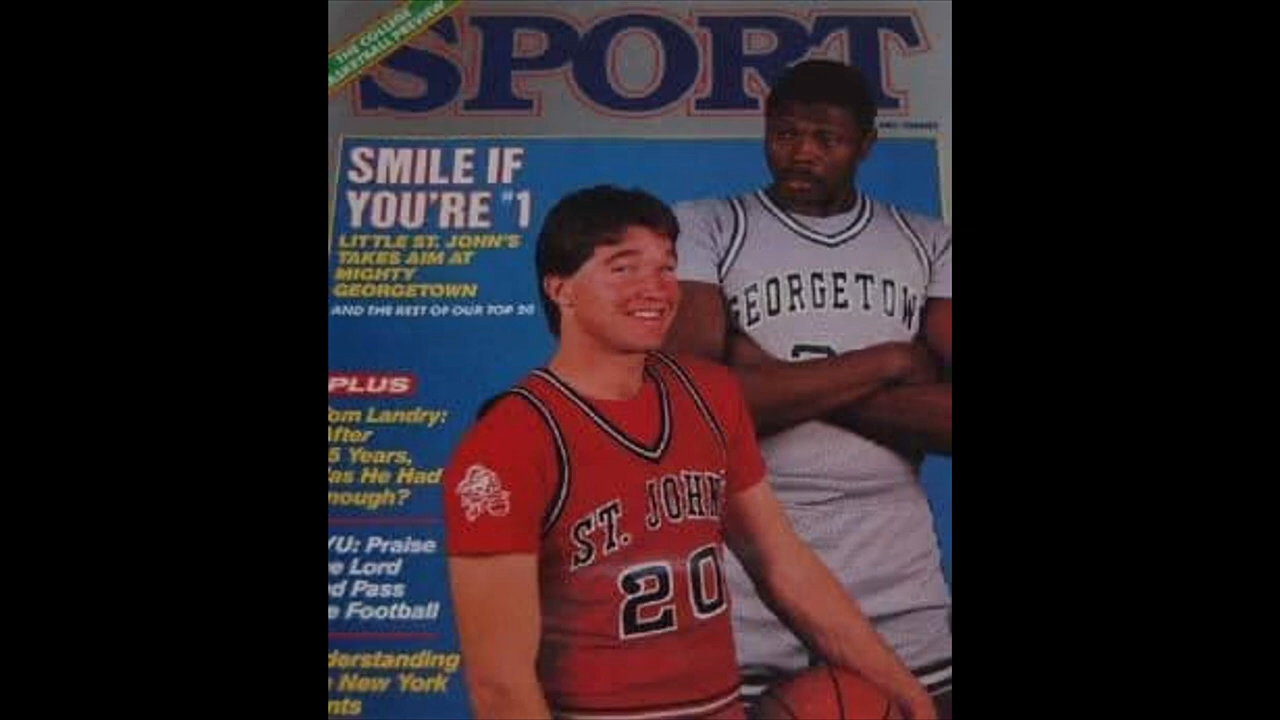 THE COLLEGE
BASKETBALL PREVIEW
SPORT
SMILE IF
YOU'RE #1
LITTLE ST. JOHN'S
TAKES AIM AT
MIGHTY
GEORGETOWN
AND THE REST OF OUR TOP 20
PLUS
om Landry:
fter
5 Years,
as He Had
nough?
YU: Praise
e Lord
d Pass
e Football
derstanding
New York
nts
GEORGETOWN
ST. JOHN
20